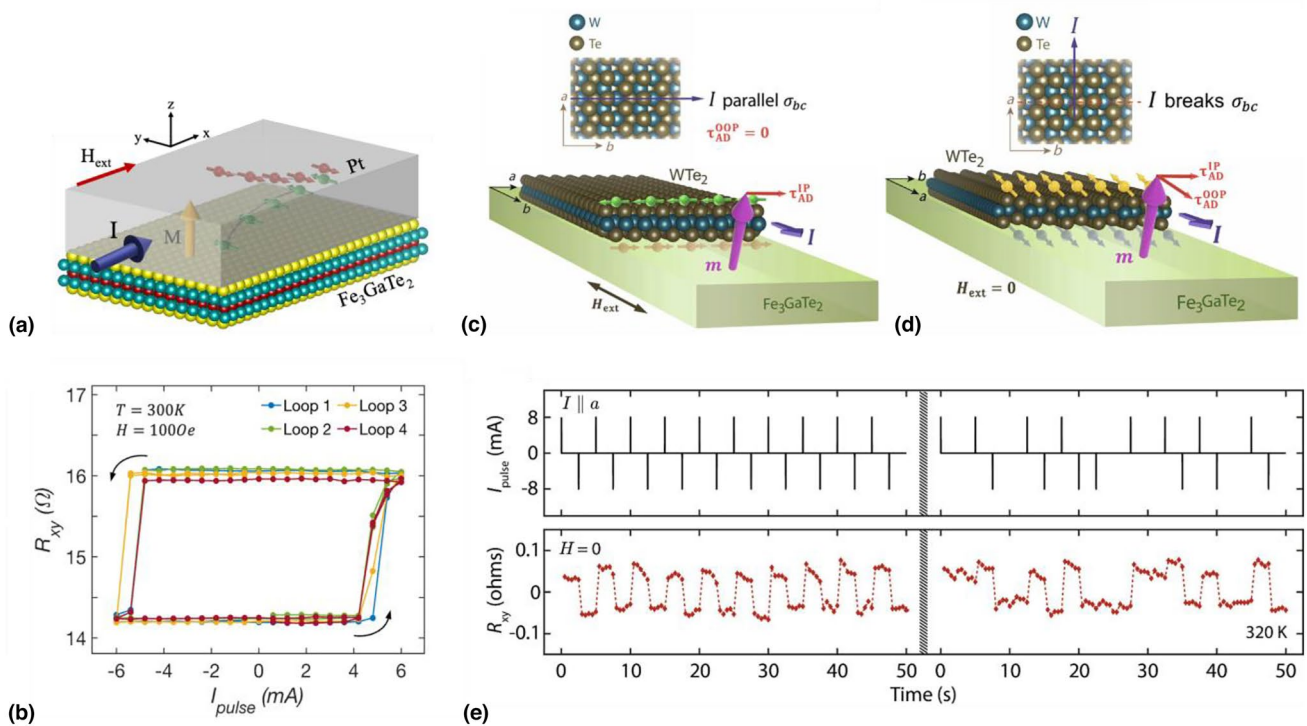 z
y
x
H_ext
Pt
I
M
Fe₃GaTe₂
(a)
W
Te
a
b
I
I parallel σ_bc
τ_AD^OOP = 0
WTe₂
a
b
τ_AD^IP
I
m
H_ext
Fe₃GaTe₂
(c)
W
Te
I
a
b
I breaks σ_bc
WTe₂
b
a
τ_AD^IP
τ_AD^OOP
I
m
H_ext = 0
Fe₃GaTe₂
(d)
17
16
15
14
R_xy (Ω)
T = 300K
H = 100Oe
Loop 1
Loop 3
Loop 2
Loop 4
-6
-4
-2
0
2
4
6
I_pulse (mA)
(b)
I ∥ a
8
0
-8
I_pulse (mA)
H = 0
0.1
0
-0.1
R_xy (ohms)
320 K
0
10
20
30
40
50
0
10
20
30
40
50
Time (s)
(e)